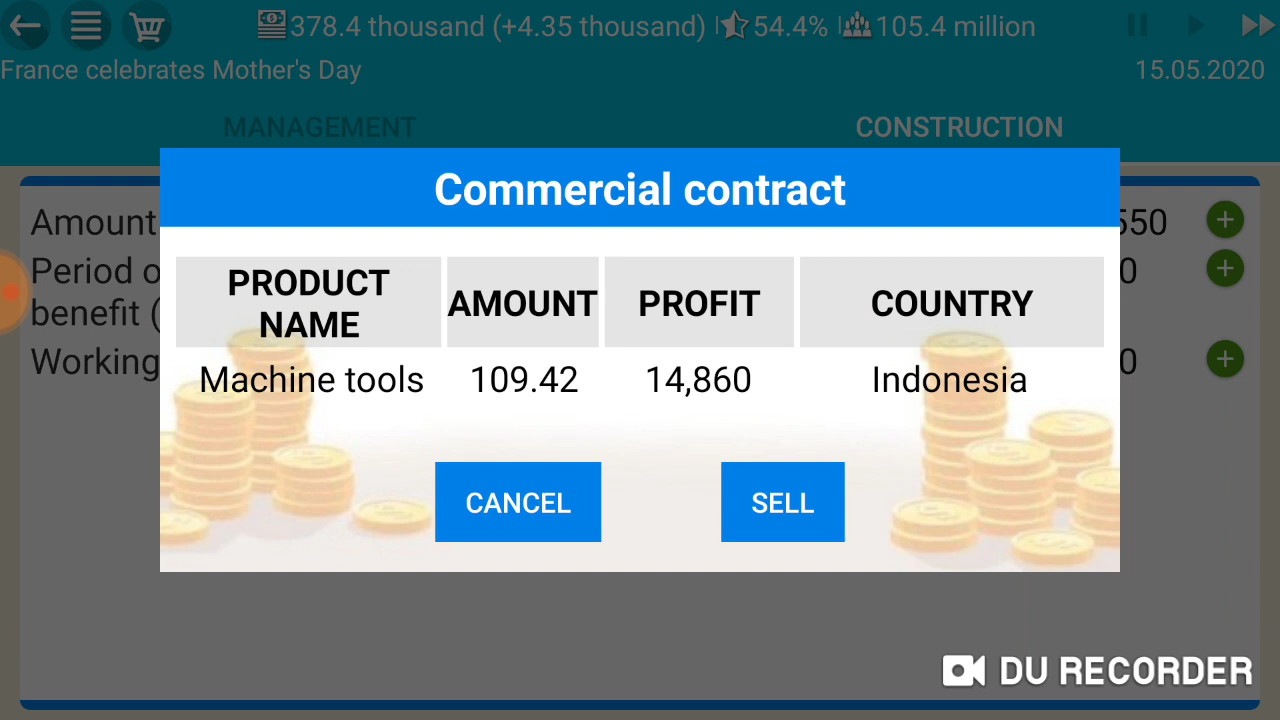 378.4 thousand (+4.35 thousand) 54.4% 105.4 million
France celebrates Mother's Day 15.05.2020
MANAGEMENT CONSTRUCTION
Commercial contract
PRODUCT
NAME AMOUNT PROFIT COUNTRY
Machine tools 109.42 14,860 Indonesia
CANCEL SELL
Amount 550
Period
benefit
Working
DU RECORDER